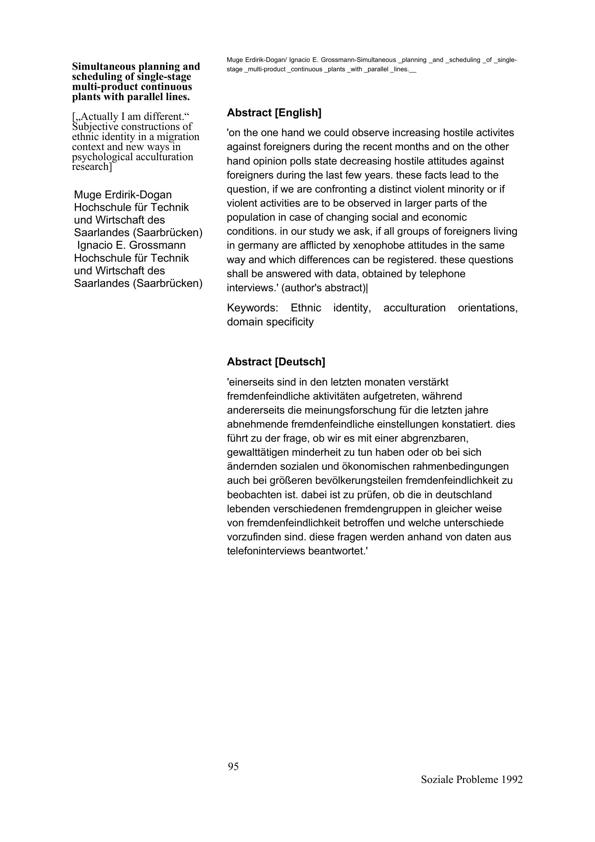 Simultaneous planning and
scheduling of single-stage
multi-product continuous
plants with parallel lines.
[„Actually I am different.“
Subjective constructions of
ethnic identity in a migration
context and new ways in
psychological acculturation
research]
Muge Erdirik-Dogan
Hochschule für Technik
und Wirtschaft des
Saarlandes (Saarbrücken)
Ignacio E. Grossmann
Hochschule für Technik
und Wirtschaft des
Saarlandes (Saarbrücken)
Muge Erdirik-Dogan/ Ignacio E. Grossmann-Simultaneous _planning _and _scheduling _of _single-
stage _multi-product _continuous _plants _with _parallel _lines.__
Abstract [English]
'on the one hand we could observe increasing hostile activites
against foreigners during the recent months and on the other
hand opinion polls state decreasing hostile attitudes against
foreigners during the last few years. these facts lead to the
question, if we are confronting a distinct violent minority or if
violent activities are to be observed in larger parts of the
population in case of changing social and economic
conditions. in our study we ask, if all groups of foreigners living
in germany are afflicted by xenophobe attitudes in the same
way and which differences can be registered. these questions
shall be answered with data, obtained by telephone
interviews.' (author's abstract)|
Keywords: Ethnic identity, acculturation orientations,
domain specificity
Abstract [Deutsch]
'einerseits sind in den letzten monaten verstärkt
fremdenfeindliche aktivitäten aufgetreten, während
andererseits die meinungsforschung für die letzten jahre
abnehmende fremdenfeindliche einstellungen konstatiert. dies
führt zu der frage, ob wir es mit einer abgrenzbaren,
gewalttätigen minderheit zu tun haben oder ob bei sich
ändernden sozialen und ökonomischen rahmenbedingungen
auch bei größeren bevölkerungsteilen fremdenfeindlichkeit zu
beobachten ist. dabei ist zu prüfen, ob die in deutschland
lebenden verschiedenen fremdengruppen in gleicher weise
von fremdenfeindlichkeit betroffen und welche unterschiede
vorzufinden sind. diese fragen werden anhand von daten aus
telefoninterviews beantwortet.'
95
Soziale Probleme 1992